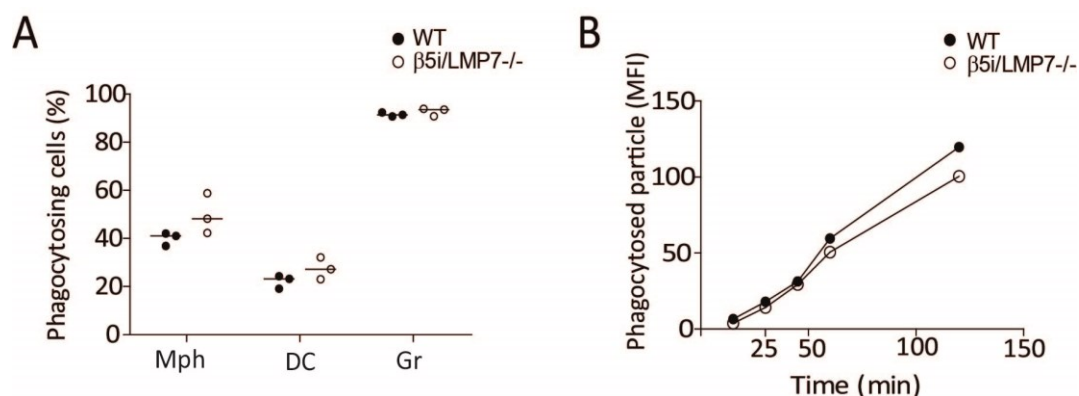 A
WT
β5i/LMP7-/-
Phagocytosing cells (%)
100
80
60
40
20
0
Mph DC Gr
B
WT
β5i/LMP7-/-
Phagocytosed particle (MFI)
150
100
50
0
25 50 100 150
Time (min)